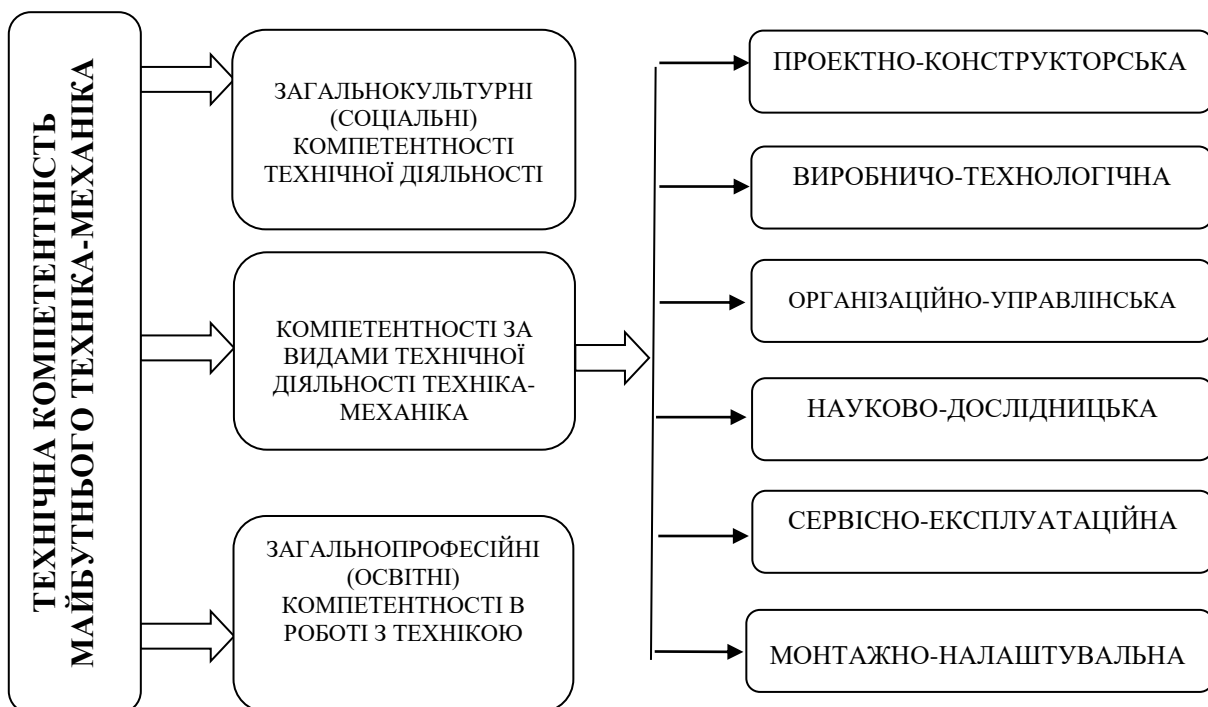 ТЕХНІЧНА КОМПЕТЕНТНІСТЬ
МАЙБУТНЬОГО ТЕХНІКА-МЕХАНІКА
ЗАГАЛЬНОКУЛЬТУРНІ
(СОЦІАЛЬНІ)
КОМПЕТЕНТНОСТІ
ТЕХНІЧНОЇ ДІЯЛЬНОСТІ
КОМПЕТЕНТНОСТІ ЗА
ВИДАМИ ТЕХНІЧНОЇ
ДІЯЛЬНОСТІ ТЕХНІКА-
МЕХАНІКА
ЗАГАЛЬНОПРОФЕСІЙНІ
(ОСВІТНІ)
КОМПЕТЕНТНОСТІ В
РОБОТІ З ТЕХНІКОЮ
ПРОЕКТНО-КОНСТРУКТОРСЬКА
ВИРОБНИЧО-ТЕХНОЛОГІЧНА
ОРГАНІЗАЦІЙНО-УПРАВЛІНСЬКА
НАУКОВО-ДОСЛІДНИЦЬКА
СЕРВІСНО-ЕКСПЛУАТАЦІЙНА
МОНТАЖНО-НАЛАШТУВАЛЬНА